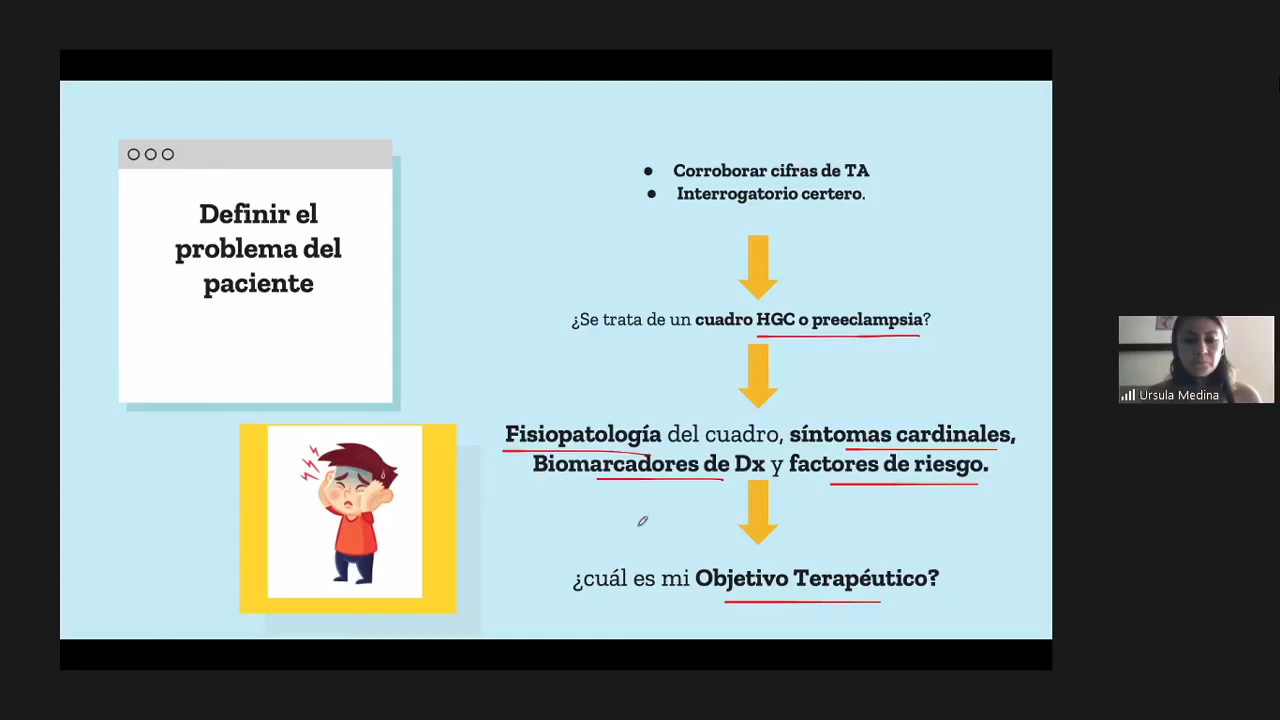 Definir el
problema del
paciente
● Corroborar cifras de TA
● Interrogatorio certero.
¿Se trata de un cuadro HGC o preeclampsia?
Fisiopatología del cuadro, síntomas cardinales,
Biomarcadores de Dx y factores de riesgo.
¿cuál es mi Objetivo Terapéutico?
Ursula Medina